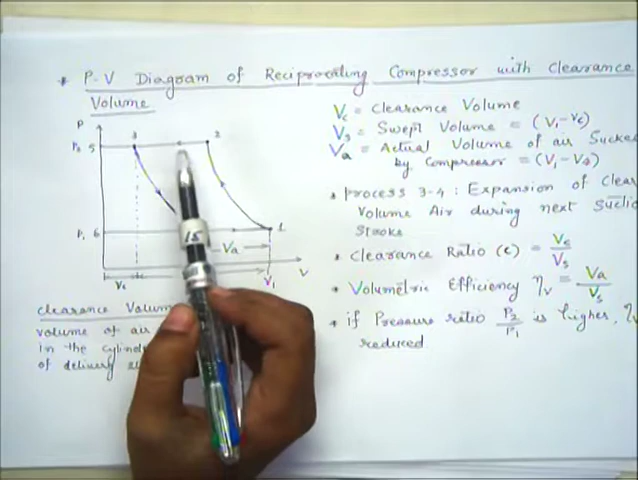 * P-V Diagram of Reciprocating Compressor with Clearance
Volume
P
P₂ 5
3
2
P₁ 6
1
Va
Vc
V₁
V
15
Vc = Clearance Volume
Vs = Swept Volume = (V₁-Vc)
Va = Actual Volume of air Sucked
by Compressor = (V₁-V₄)
* Process 3-4 : Expansion of Clear
Volume Air during next Suctio
Stroke
* Clearance Ratio (c) = Vc/Vs
* Volumetric Efficiency ηv = Va/Vs
* if Pressure ratio P₂/P₁ is higher, ηv
reduced
Clearance Volum
Volume of air
in the cylin
of delivery